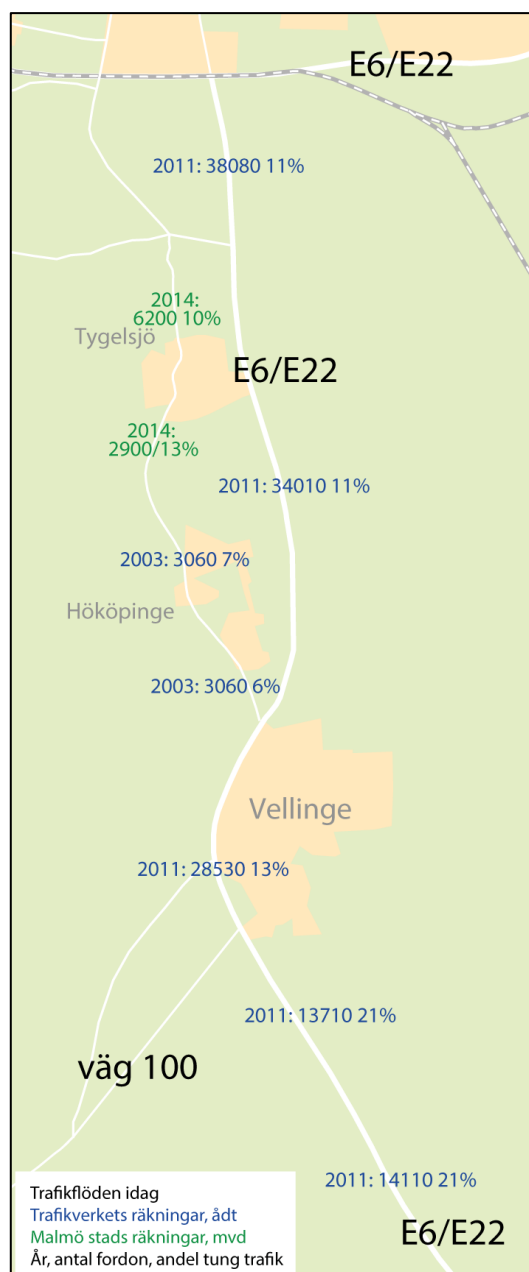 E6/E22
2011: 38080 11%
2014:
6200 10%
Tygelsjö
E6/E22
2014:
2900/13%
2011: 34010 11%
2003: 3060 7%
Hököpinge
2003: 3060 6%
Vellinge
2011: 28530 13%
2011: 13710 21%
väg 100
2011: 14110 21%
E6/E22
Trafikflöden idag
Trafikverkets räkningar, ådt
Malmö stads räkningar, mvd
År, antal fordon, andel tung trafik